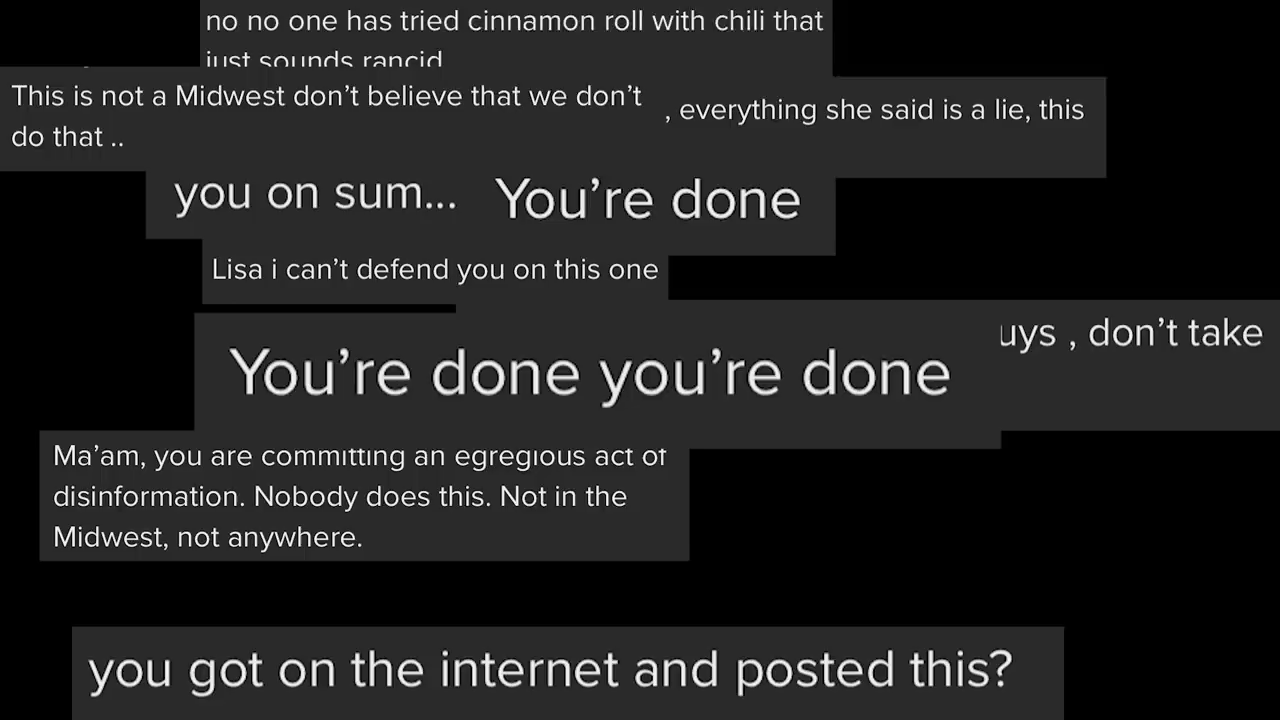 no no one has tried cinnamon roll with chili that
just sounds rancid
This is not a Midwest don’t believe that we don’t
do that ..
, everything she said is a lie, this
you on sum...
You’re done
Lisa i can’t defend you on this one
uys , don’t take
You’re done you’re done
Ma’am, you are committing an egregious act of
disinformation. Nobody does this. Not in the
Midwest, not anywhere.
you got on the internet and posted this?